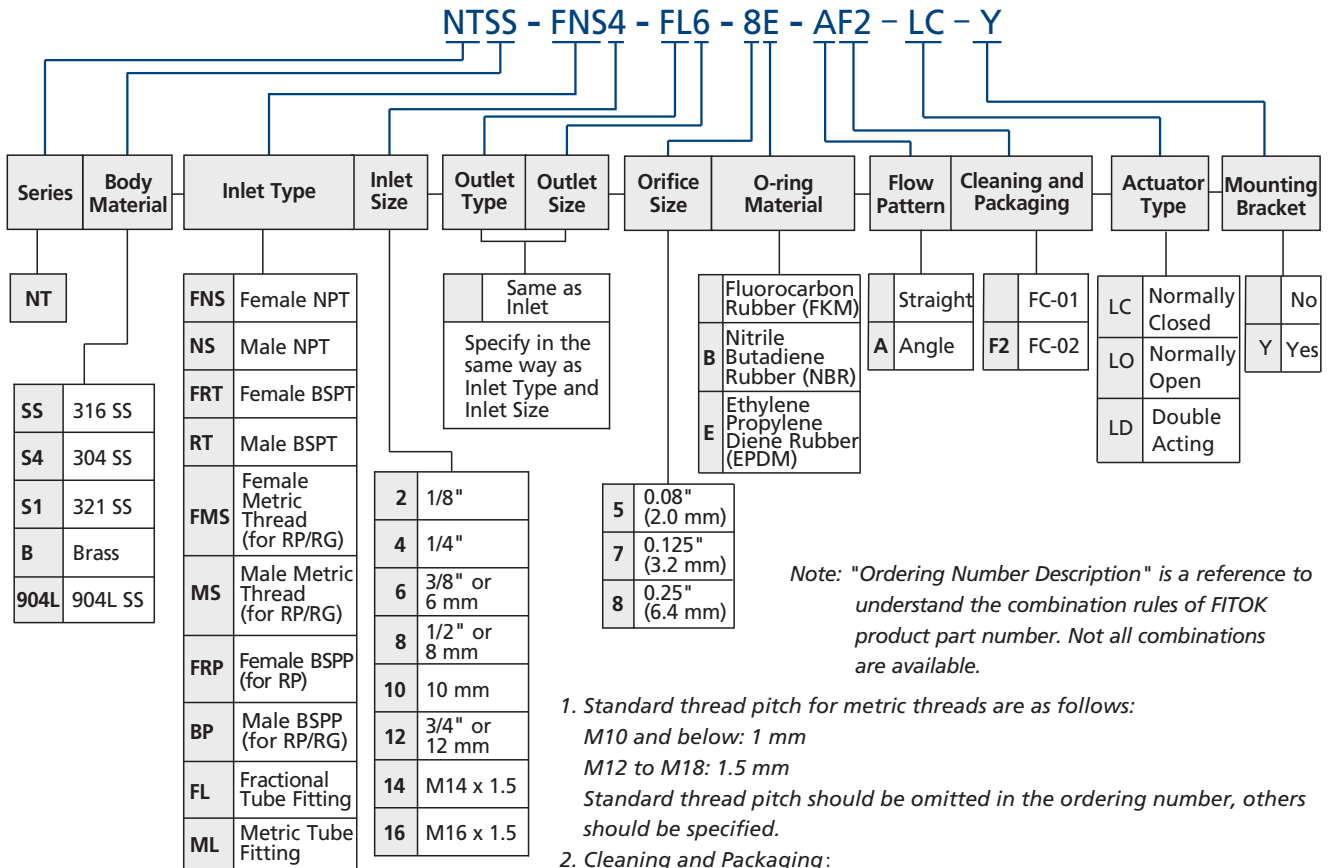 NTSS - FNS4 - FL6 - 8E - AF2 - LC - Y
Series
Body
Material
Inlet Type
Inlet
Size
Outlet
Type
Outlet
Size
Orifice
Size
O-ring
Material
Flow
Pattern
Cleaning and
Packaging
Actuator
Type
Mounting
Bracket
NT
SS 316 SS
S4 304 SS
S1 321 SS
B Brass
904L 904L SS
FNS Female NPT
NS Male NPT
FRT Female BSPT
RT Male BSPT
FMS Female
Metric
Thread
(for RP/RG)
MS Male Metric
Thread
(for RP/RG)
FRP Female BSPP
(for RP)
BP Male BSPP
(for RP/RG)
FL Fractional
Tube Fitting
ML Metric Tube
Fitting
2 1/8"
4 1/4"
6 3/8" or
6 mm
8 1/2" or
8 mm
10 10 mm
12 3/4" or
12 mm
14 M14 x 1.5
16 M16 x 1.5
Same as
Inlet
Specify in the
same way as
Inlet Type and
Inlet Size
5 0.08"
(2.0 mm)
7 0.125"
(3.2 mm)
8 0.25"
(6.4 mm)
Fluorocarbon
Rubber (FKM)
B Nitrile
Butadiene
Rubber (NBR)
E Ethylene
Propylene
Diene Rubber
(EPDM)
Straight
A Angle
FC-01
F2 FC-02
LC Normally
Closed
LO Normally
Open
LD Double
Acting
No
Y Yes
Note: "Ordering Number Description" is a reference to
understand the combination rules of FITOK
product part number. Not all combinations
are available.
1. Standard thread pitch for metric threads are as follows:
M10 and below: 1 mm
M12 to M18: 1.5 mm
Standard thread pitch should be omitted in the ordering number, others
should be specified.
2. Cleaning and Packaging: